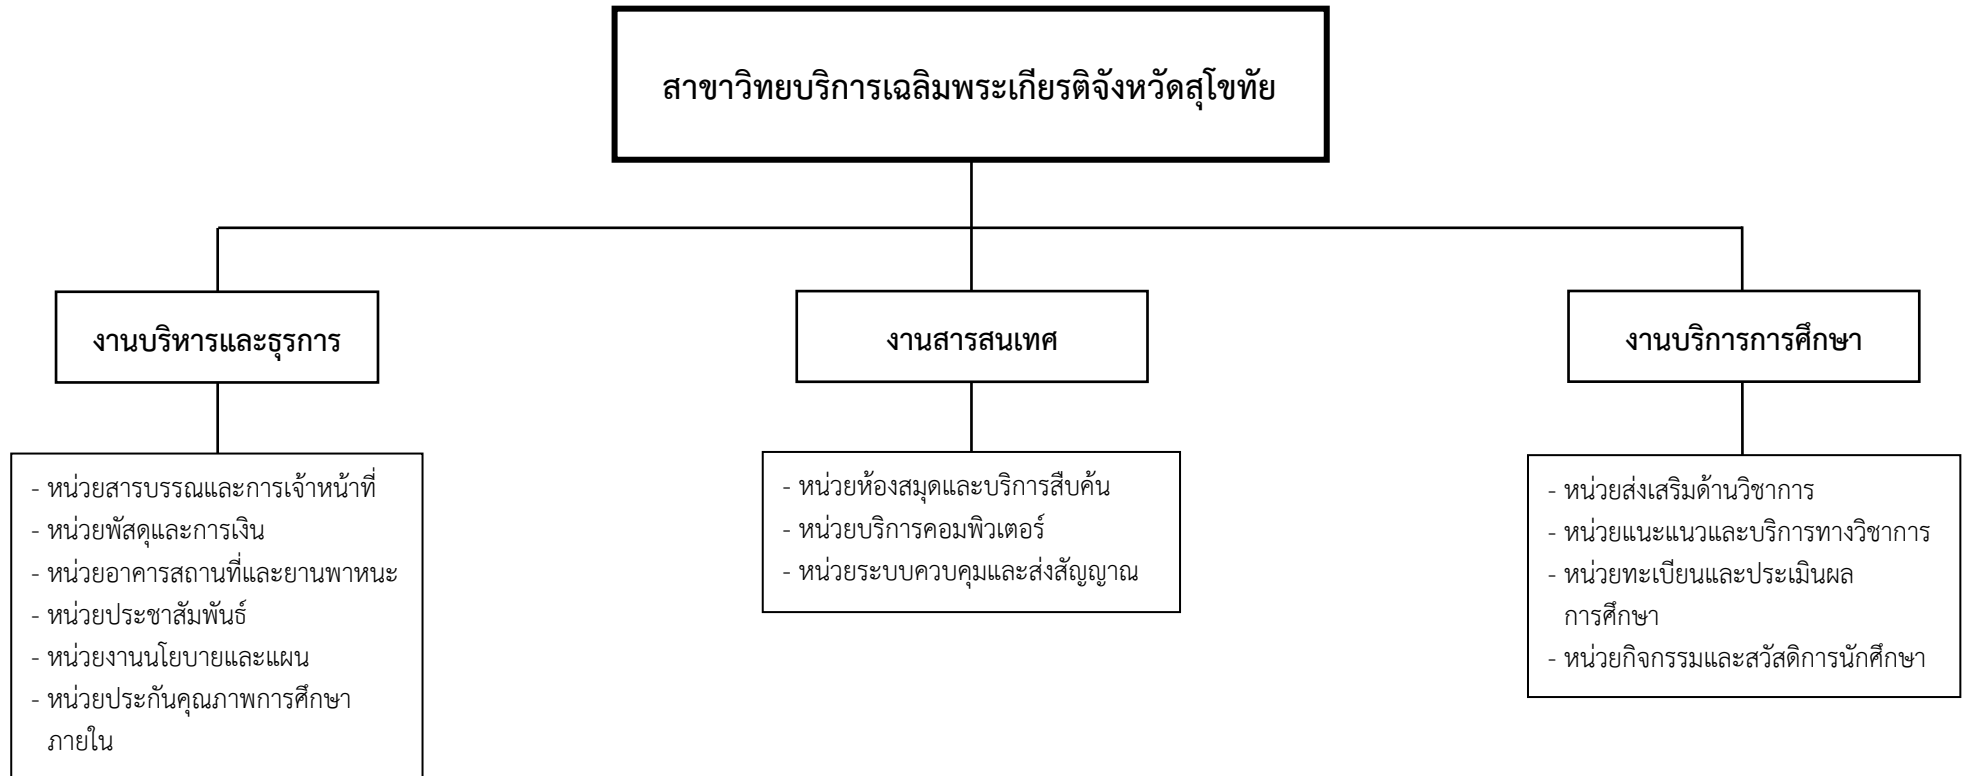 สาขาวิทยบริการเฉลิมพระเกียรติจังหวัดสุโขทัย
งานบริหารและธุรการ
- หน่วยสารบรรณและการเจ้าหน้าที่
- หน่วยพัสดุและการเงิน
- หน่วยอาคารสถานที่และยานพาหนะ
- หน่วยประชาสัมพันธ์
- หน่วยงานนโยบายและแผน
- หน่วยประกันคุณภาพการศึกษา
ภายใน
งานสารสนเทศ
- หน่วยห้องสมุดและบริการสืบค้น
- หน่วยบริการคอมพิวเตอร์
- หน่วยระบบควบคุมและส่งสัญญาณ
งานบริการการศึกษา
- หน่วยส่งเสริมด้านวิชาการ
- หน่วยแนะแนวและบริการทางวิชาการ
- หน่วยทะเบียนและประเมินผล
การศึกษา
- หน่วยกิจกรรมและสวัสดิการนักศึกษา